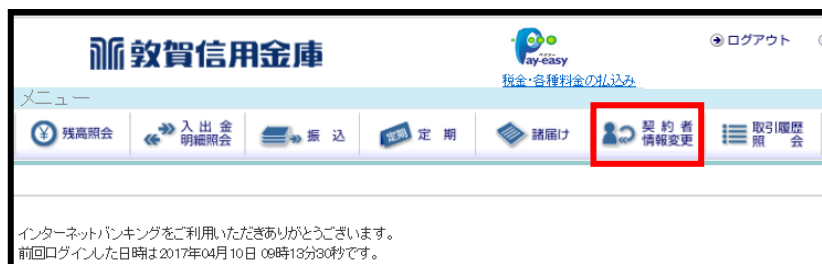 敦賀信用金庫
Pay-easy
ペイジー
ログアウト
税金・各種料金の払込み
メニュー
残高照会
入出金
明細照会
振込
定期
定期
諸届け
契約者
情報変更
取引履歴
照会
インターネットバンキングをご利用いただきありがとうございます。
前回ログインした日時は2017年04月10日 09時13分30秒です。